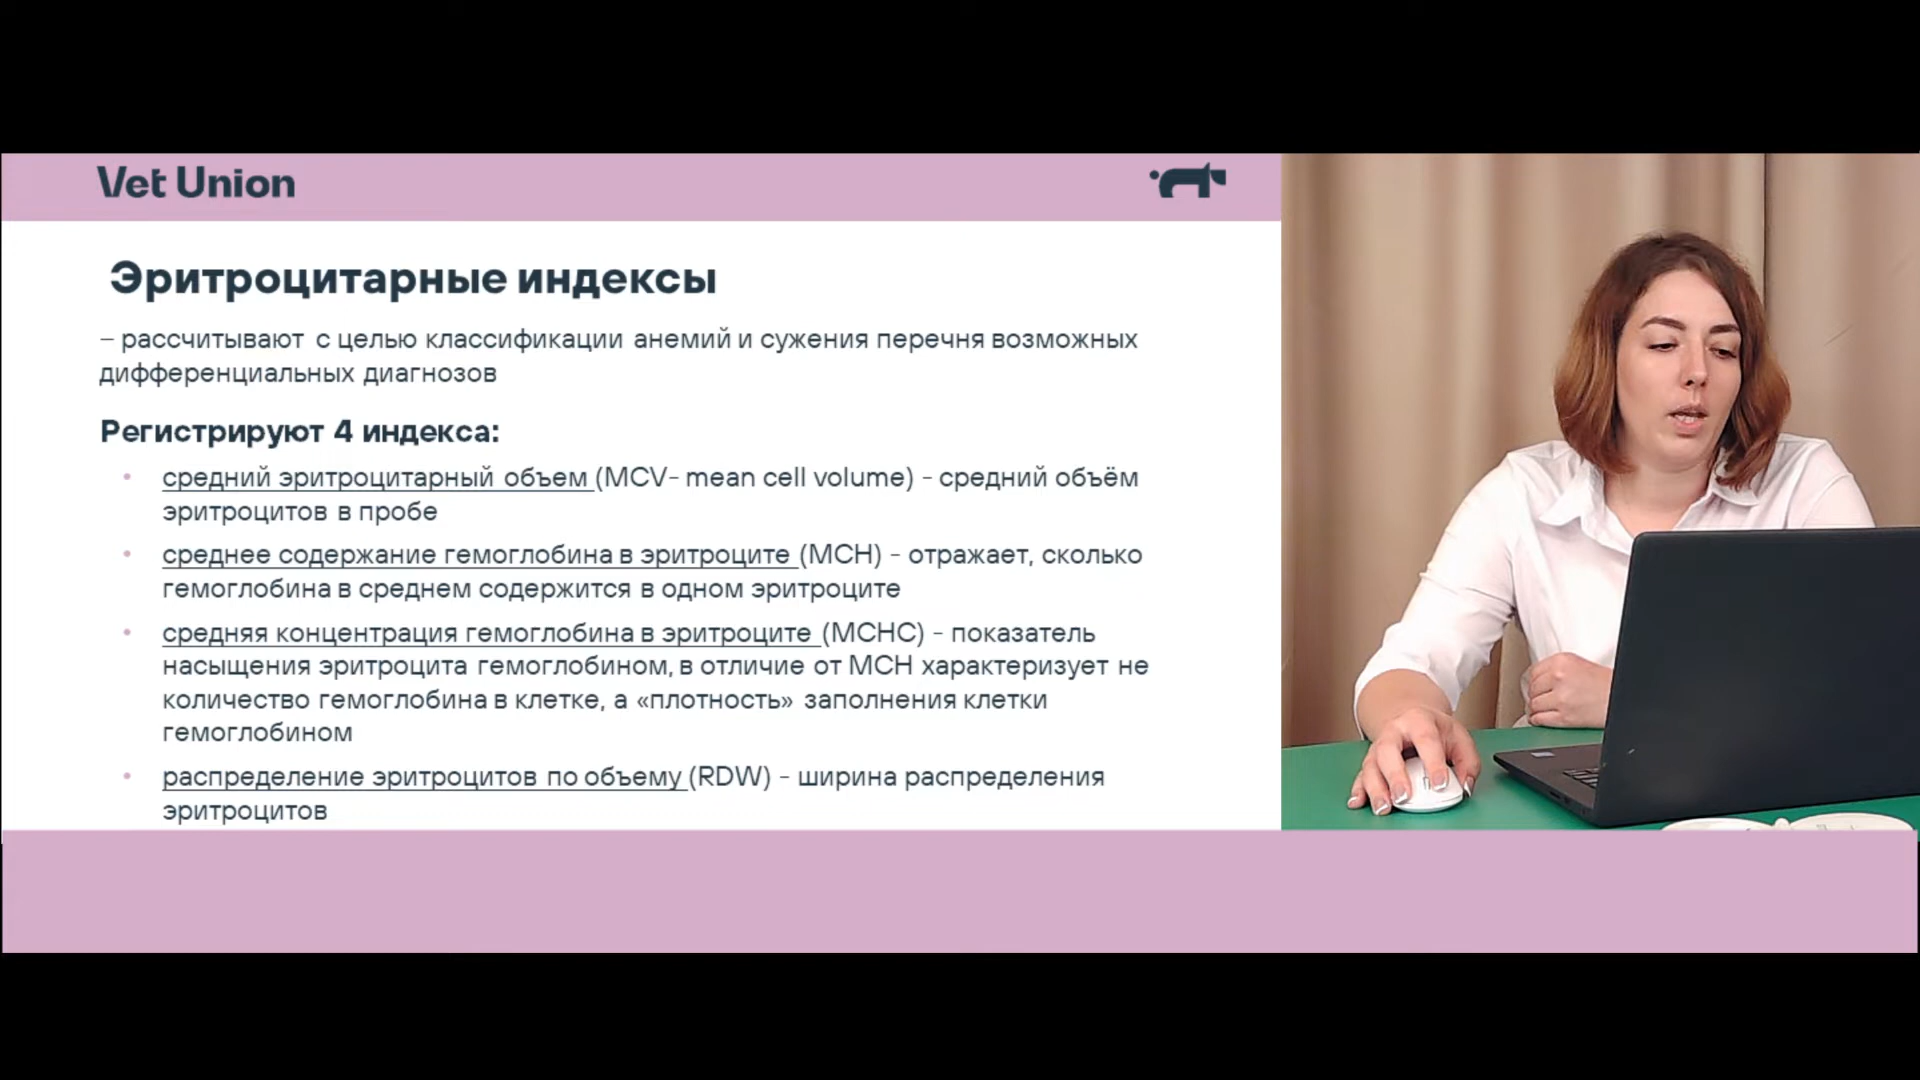 Vet Union
Эритроцитарные индексы
– рассчитывают с целью классификации анемий и сужения перечня возможных
дифференциальных диагнозов
Регистрируют 4 индекса:
• средний эритроцитарный объем (MCV- mean cell volume) - средний объём
эритроцитов в пробе
• среднее содержание гемоглобина в эритроците (MCH) - отражает, сколько
гемоглобина в среднем содержится в одном эритроците
• средняя концентрация гемоглобина в эритроците (MCHC) - показатель
насыщения эритроцита гемоглобином, в отличие от MCH характеризует не
количество гемоглобина в клетке, а «плотность» заполнения клетки
гемоглобином
• распределение эритроцитов по объему (RDW) - ширина распределения
эритроцитов